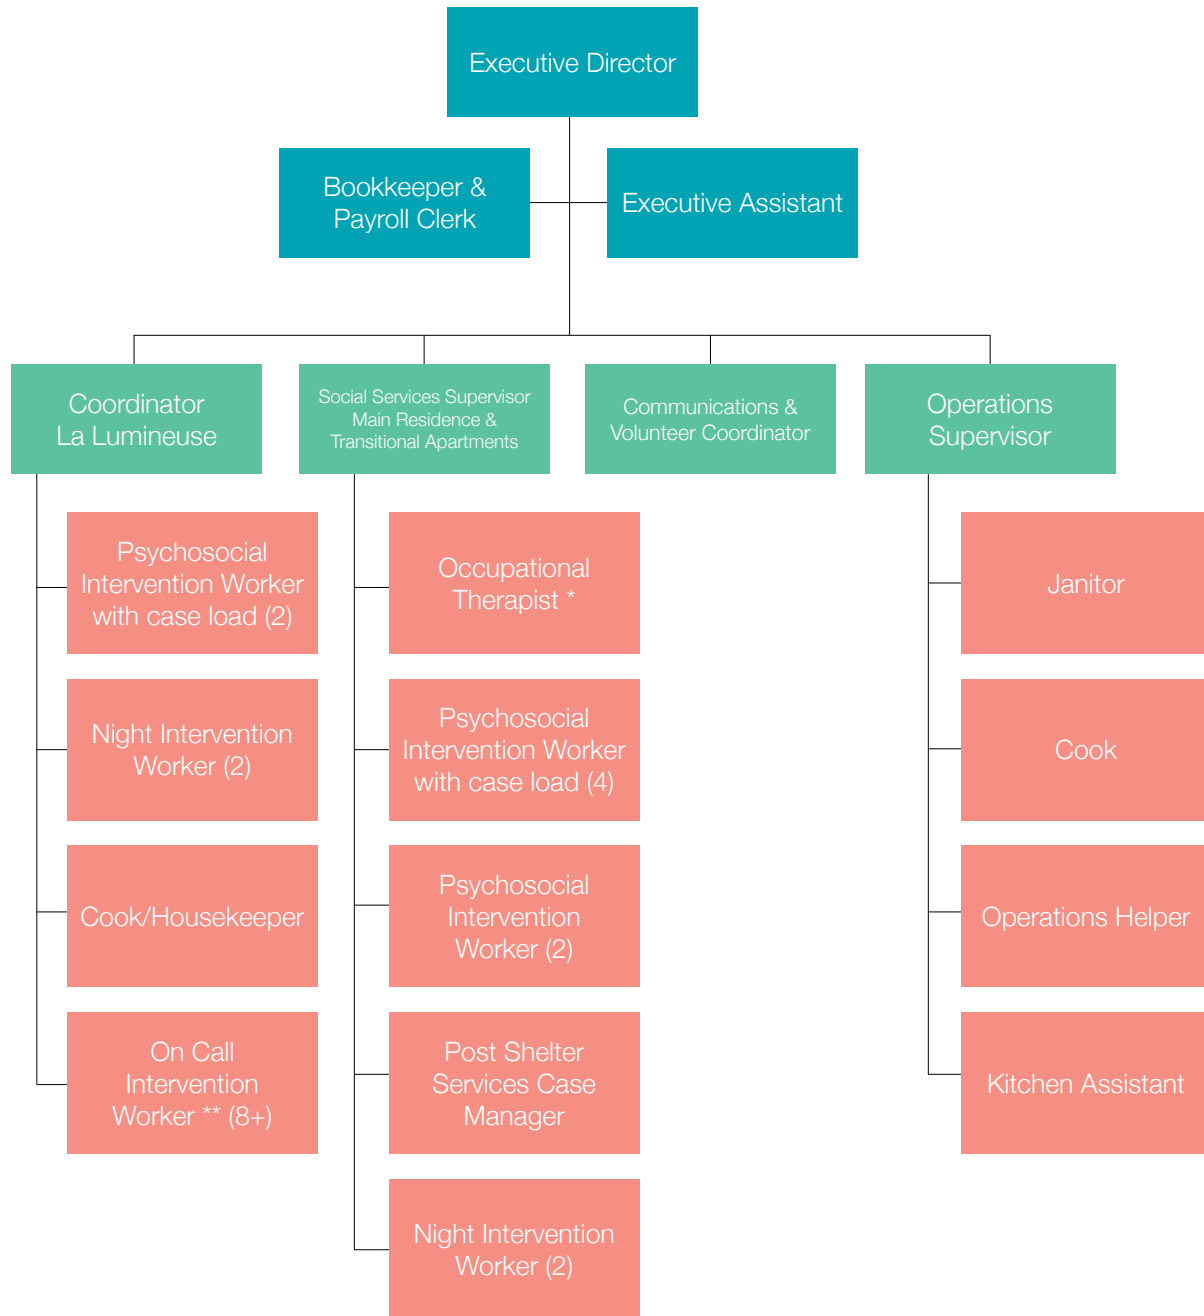 Executive Director
Bookkeeper &
Payroll Clerk
Executive Assistant
Coordinator
La Lumineuse
Social Services Supervisor
Main Residence &
Transitional Apartments
Communications &
Volunteer Coordinator
Operations
Supervisor
Psychosocial
Intervention Worker
with case load (2)
Night Intervention
Worker (2)
Cook/Housekeeper
On Call
Intervention
Worker ** (8+)
Occupational
Therapist *
Psychosocial
Intervention Worker
with case load (4)
Psychosocial
Intervention
Worker (2)
Post Shelter
Services Case
Manager
Night Intervention
Worker (2)
Janitor
Cook
Operations Helper
Kitchen Assistant